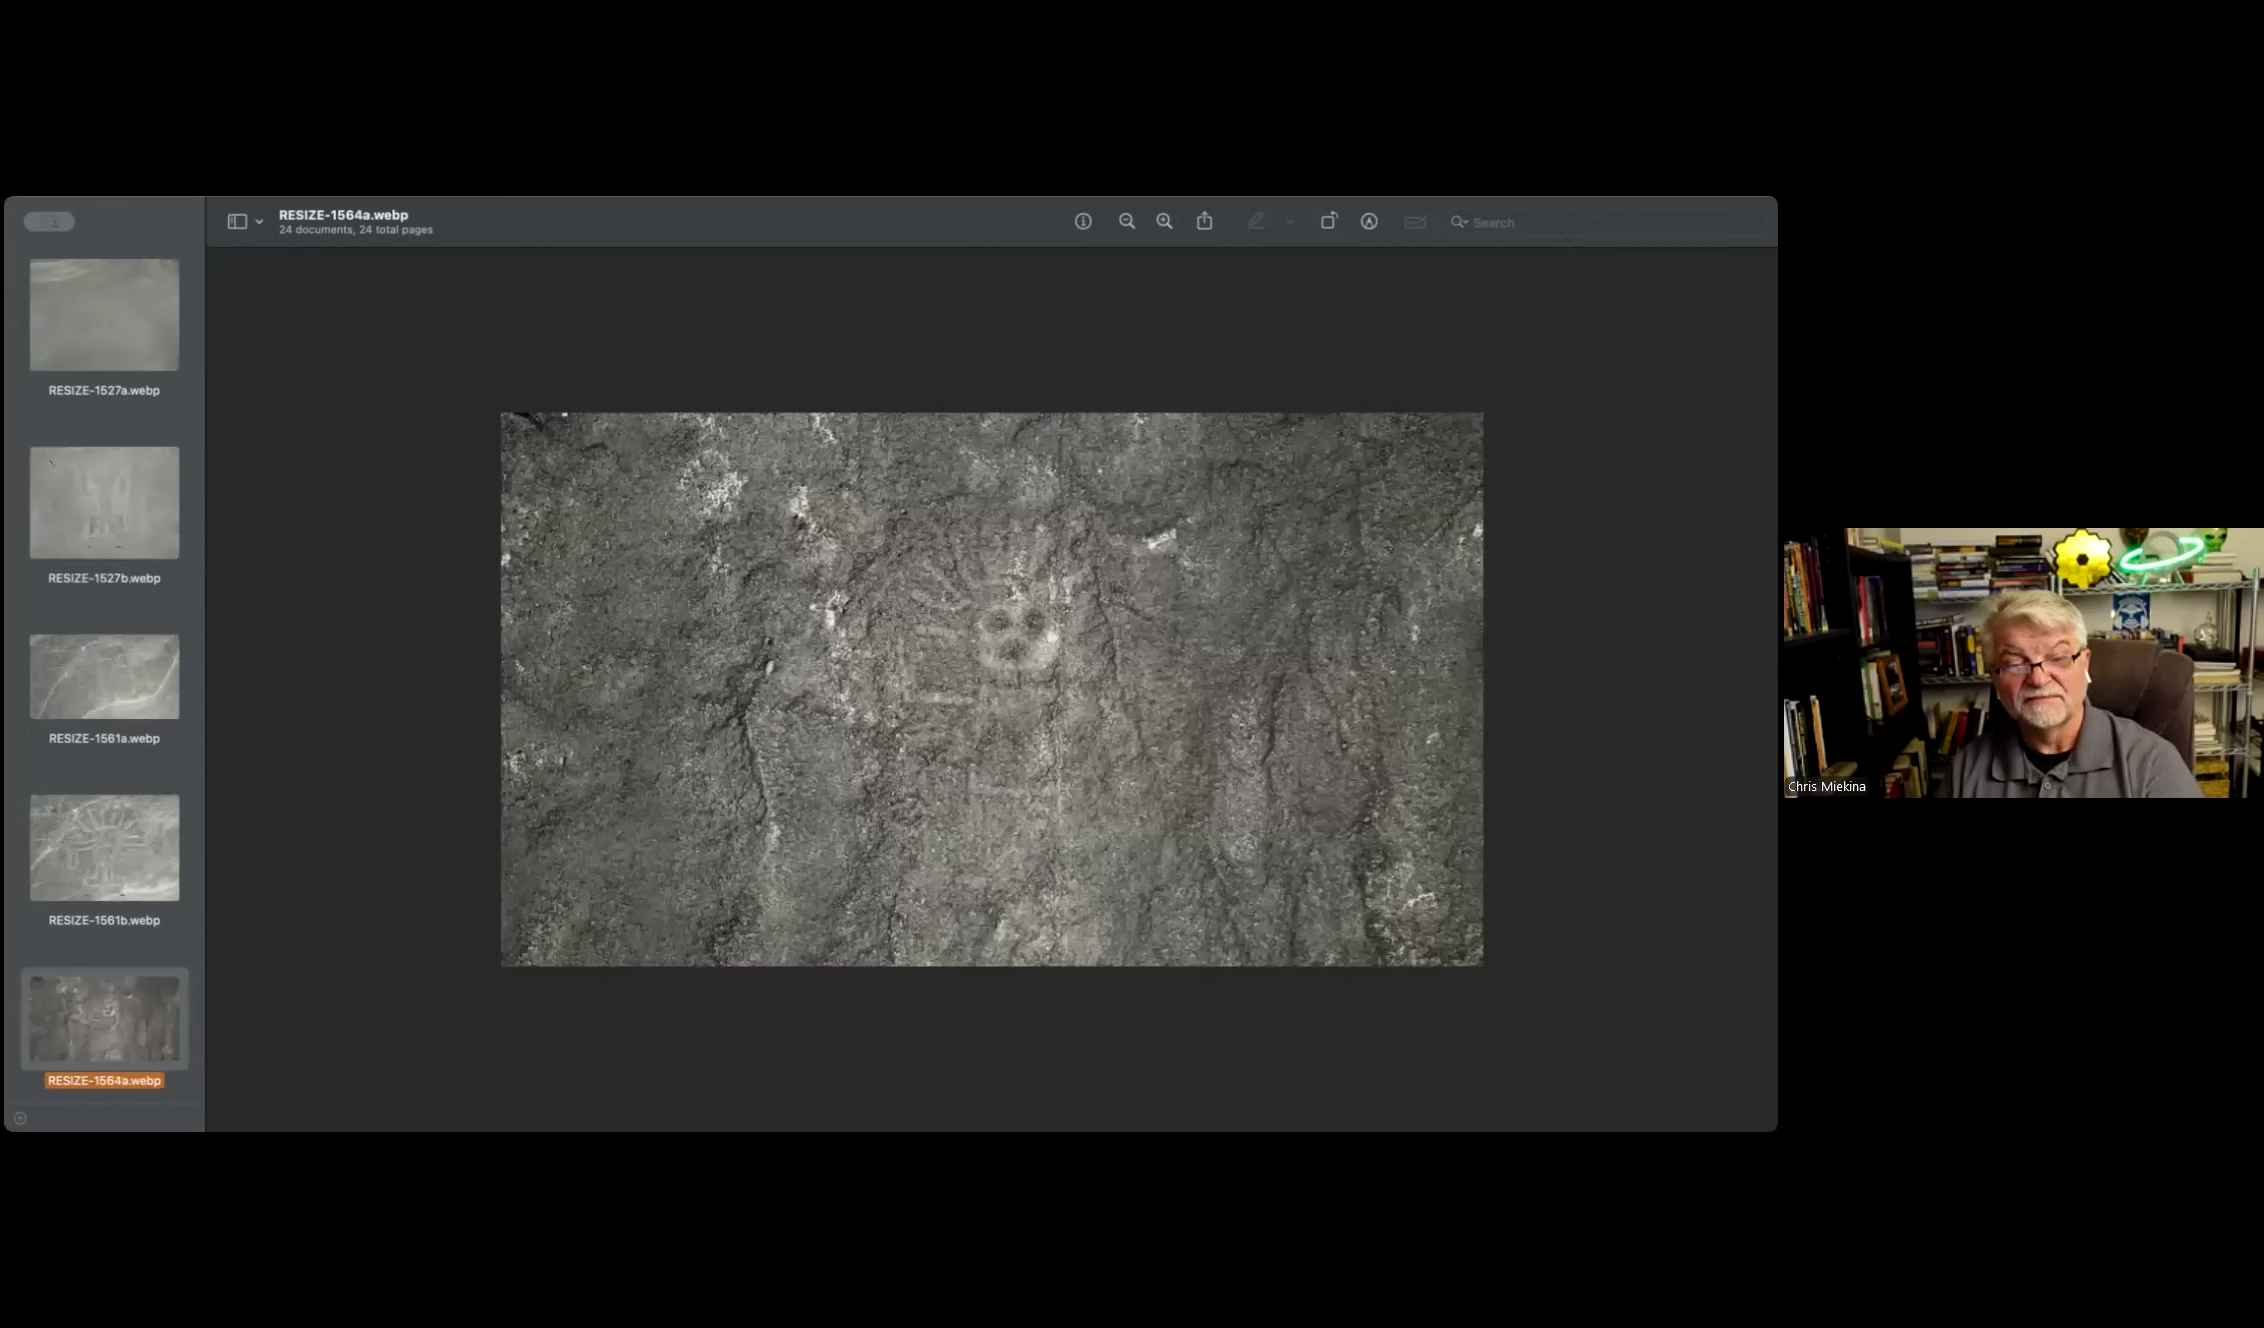 RESIZE-1564a.webp
24 documents, 24 total pages
Search
RESIZE-1527a.webp
RESIZE-1527b.webp
RESIZE-1561a.webp
RESIZE-1561b.webp
RESIZE-1564a.webp
Chris Miekina